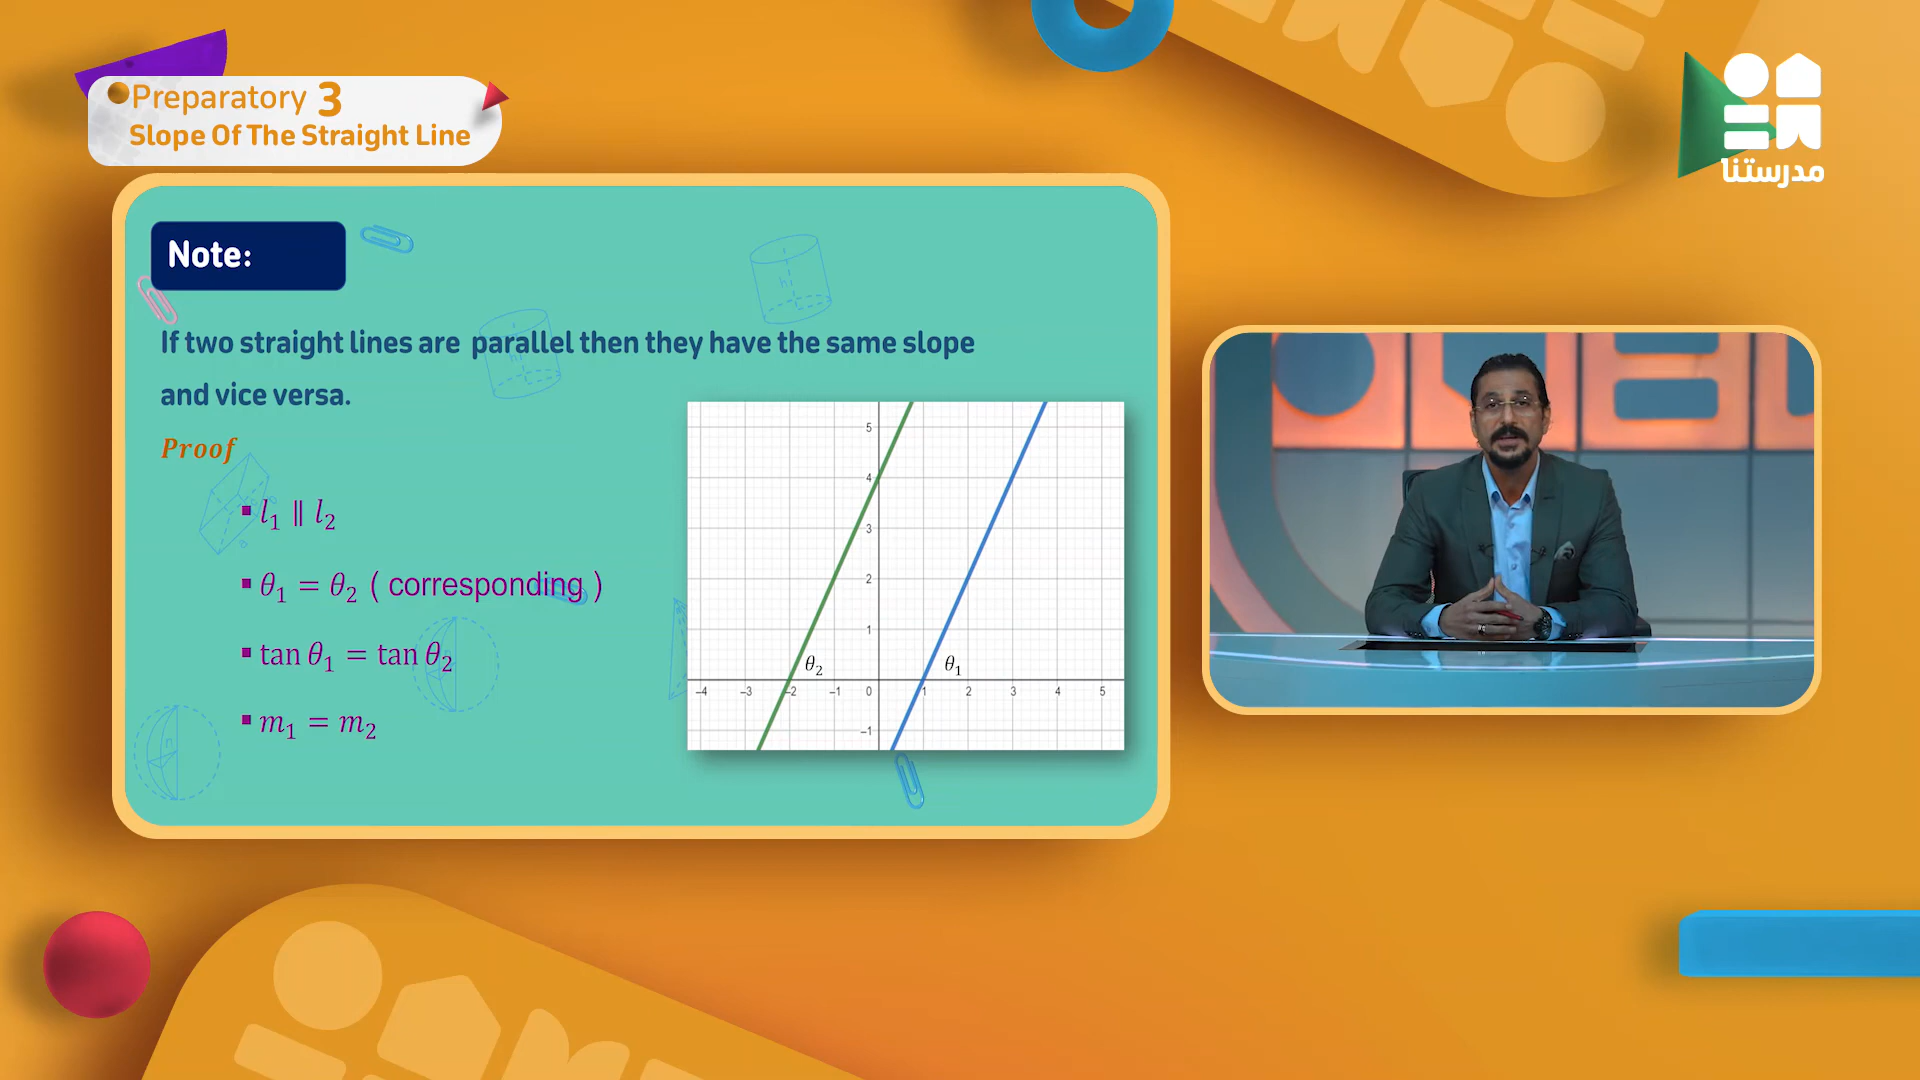 Preparatory 3
Slope Of The Straight Line
مدرستنا
Note:
If two straight lines are parallel then they have the same slope
and vice versa.
Proof
▪ l₁ ∥ l₂
▪ θ₁ = θ₂ ( corresponding )
▪ tan θ₁ = tan θ₂
▪ m₁ = m₂
5
4
3
2
1
θ₂ θ₁
–4 –3 –2 –1 0 1 2 3 4 5
–1